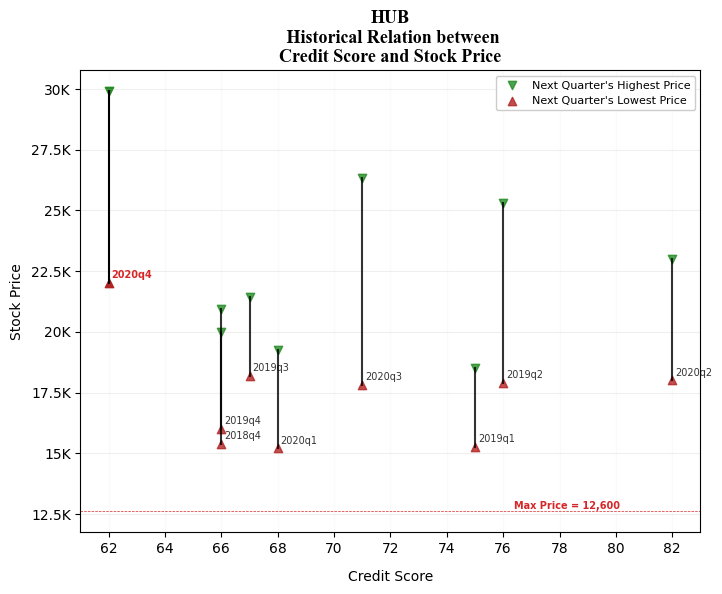 HUB
Historical Relation between
Credit Score and Stock Price
Next Quarter's Highest Price
Next Quarter's Lowest Price
30K
27.5K
25K
22.5K
20K
17.5K
15K
12.5K
Stock Price
2020q4
2019q3
2020q3
2019q2
2020q2
2019q4
2018q4
2020q1
2019q1
Max Price = 12,600
62 64 66 68 70 72 74 76 78 80 82
Credit Score